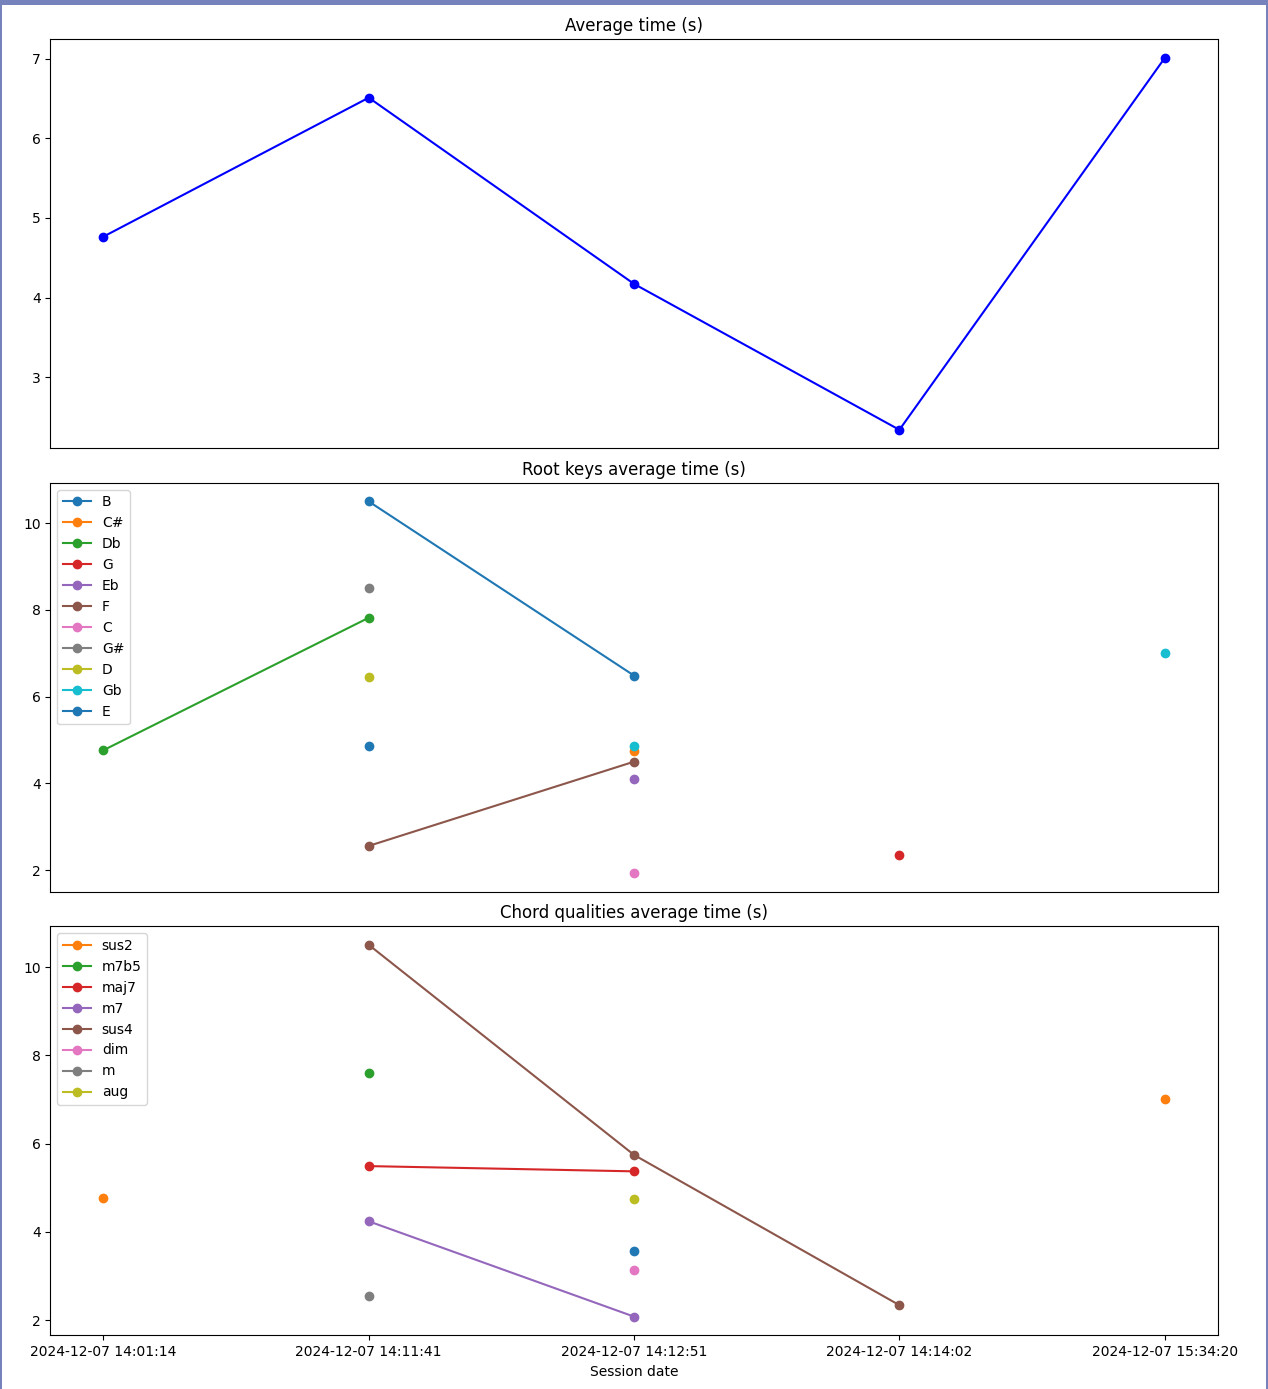 Average time (s)
7
6
5
4
3
Root keys average time (s)
10
8
6
4
2
B
C#
Db
G
Eb
F
C
G#
D
Gb
E
Chord qualities average time (s)
10
8
6
4
2
sus2
m7b5
maj7
m7
sus4
dim
m
aug
2024-12-07 14:01:14 2024-12-07 14:11:41 2024-12-07 14:12:51 2024-12-07 14:14:02 2024-12-07 15:34:20
Session date